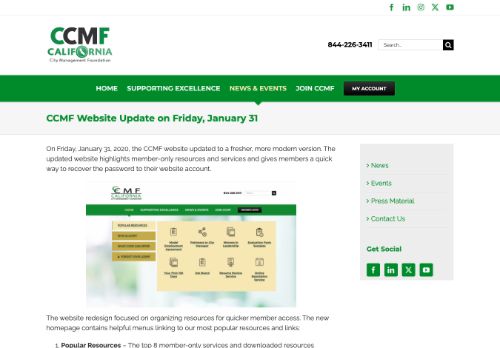 CCMF
CALIFORNIA
City Management Foundation
844-226-3411
Search...
HOME SUPPORTING EXCELLENCE NEWS & EVENTS JOIN CCMF MY ACCOUNT
CCMF Website Update on Friday, January 31
On Friday, January 31, 2020, the CCMF website updated to a fresher, more modern version. The
updated website highlights member-only resources and services and gives members a quick
way to recover the password to their website account.
> News
> Events
> Press Material
> Contact Us
Get Social
CMF
CALIFORNIA
POPULAR RESOURCES
The website redesign focused on organizing resources for quicker member access. The new
homepage contains helpful menus linking to our most popular resources and links:
1. Popular Resources – The top 8 member-only services and downloaded resources